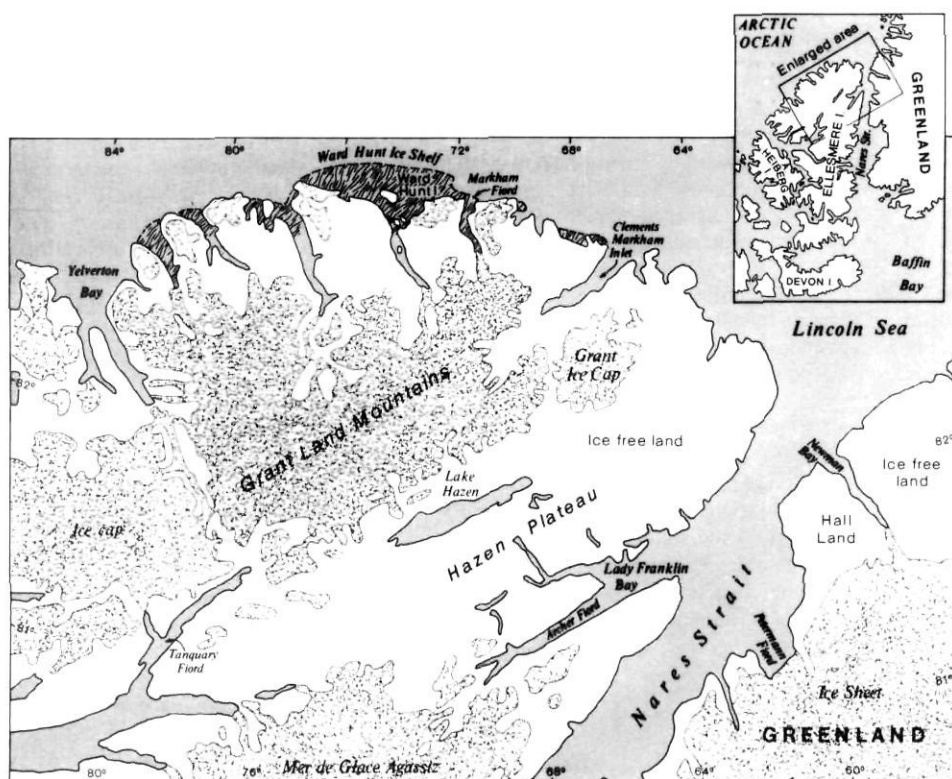 ARCTIC
OCEAN
Enlarged area
GREENLAND
ELLESMERE I
Nares Str.
HEIBERG
DEVON I
Baffin
Bay
84°
80°
72°
68°
64°
Ward Hunt Ice Shelf
Ward
Hunt I
Markham
Fiord
Clements
Markham
inlet
Yelverton
Bay
Lincoln Sea
82°
Grant
Ice Cap
Grant Land Mountains
Ice free land
Newman
Bay
82°
Ice free
land
Lake
Hazen
Hazen Plateau
Hall
Land
Ice cap
Lady Franklin
Bay
Archer Fiord
Nares Strait
Petermann
Fiord
81°
Tanquary
Fiord
81°
Ice Sheet
GREENLAND
Mer de Glace Agassiz
80°
76°
68°
64°
60°